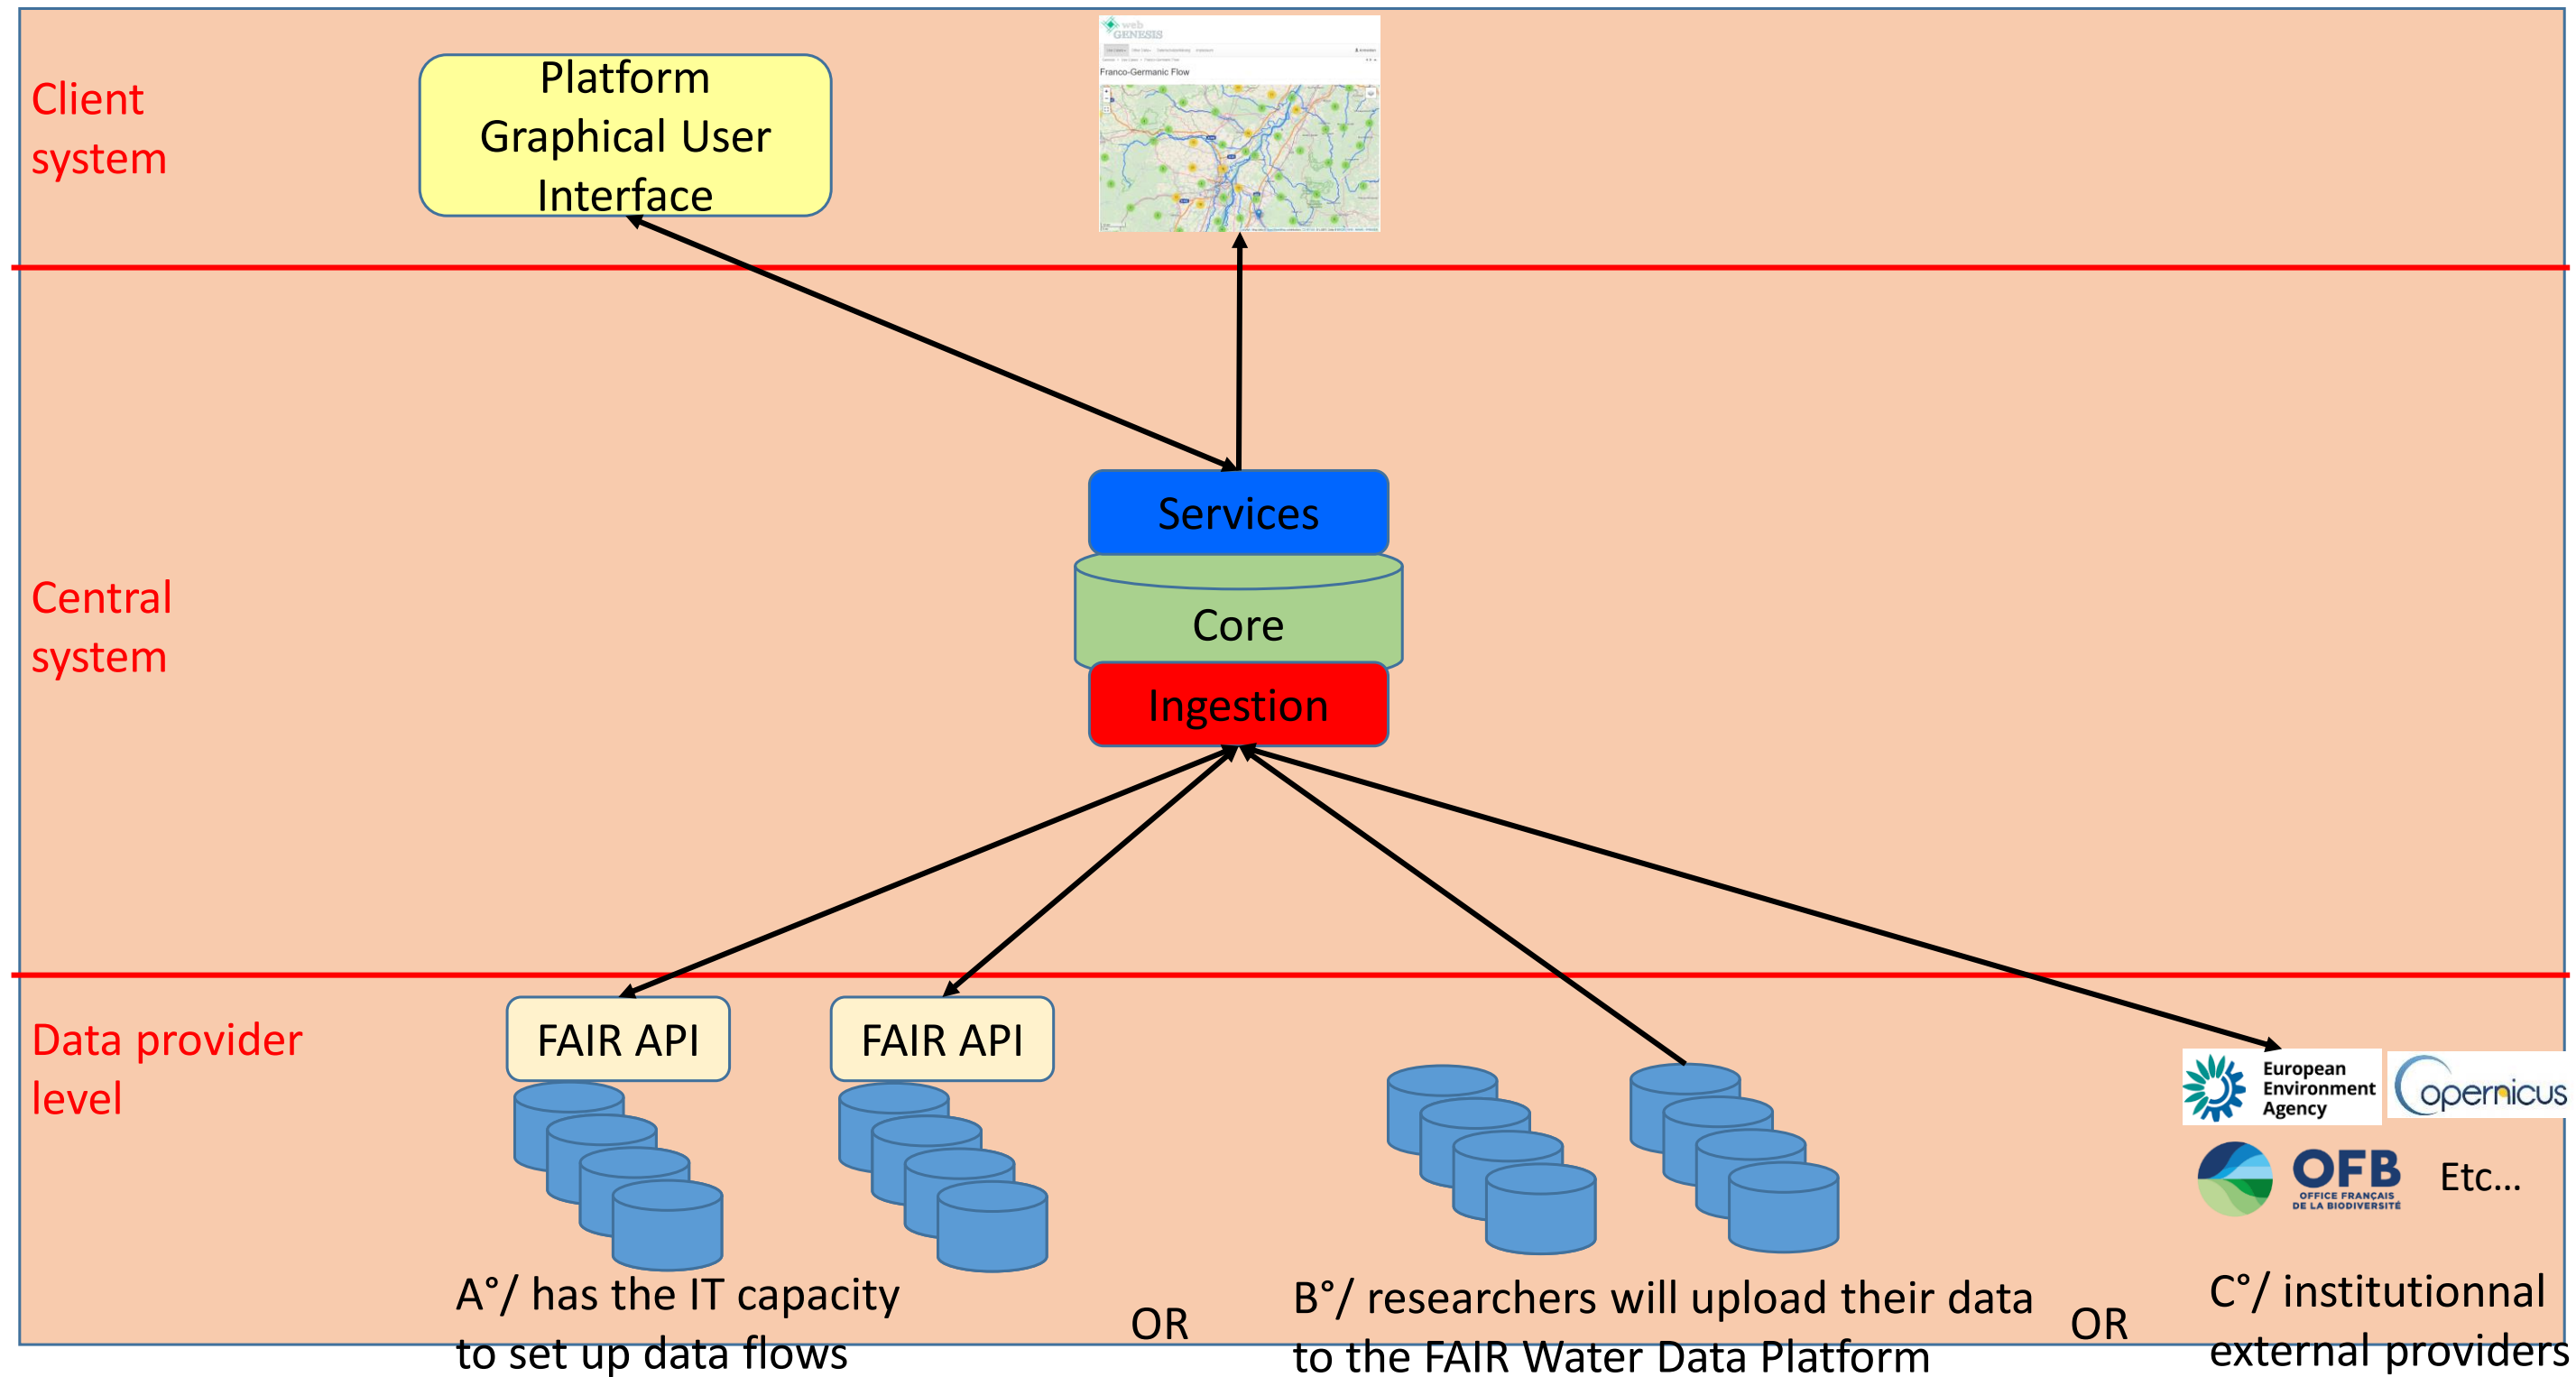 Client
system
Platform
Graphical User
Interface
web
GENESIS
Franco-Germanic Flow
Services
Central
system
Core
Ingestion
Data provider
level
FAIR API
FAIR API
European
Environment
Agency
opernicus
OFB
OFFICE FRANÇAIS
DE LA BIODIVERSITÉ
Etc...
A°/ has the IT capacity
to set up data flows
OR
B°/ researchers will upload their data
to the FAIR Water Data Platform
OR
C°/ institutionnal
external providers